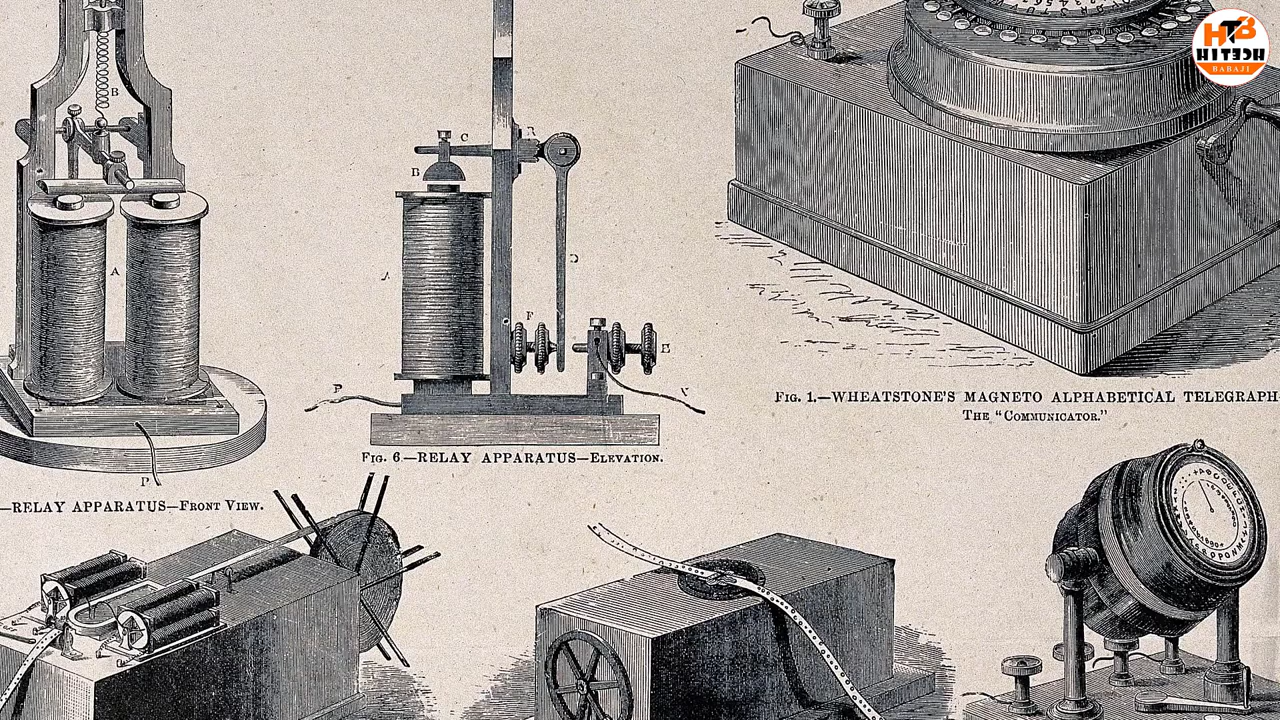 HTB
HITECH
BABAJI
B
C
R
B
A
A
D
F
E
P
FIG. 1.—WHEATSTONE'S MAGNETO ALPHABETICAL TELEGRAPH
THE "COMMUNICATOR."
FIG. 6.—RELAY APPARATUS—ELEVATION.
P
—RELAY APPARATUS—FRONT VIEW.